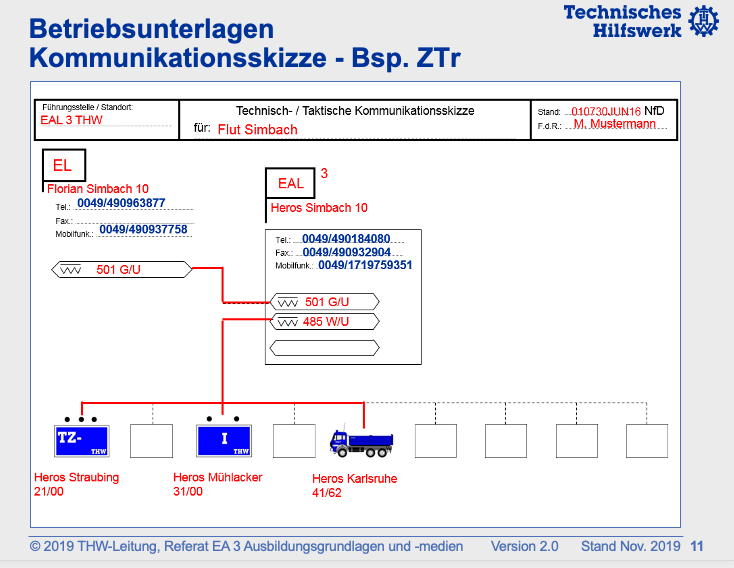 Betriebsunterlagen
Kommunikationsskizze - Bsp. ZTr
Technisches
Hilfswerk
Führungsstelle / Standort:
EAL 3 THW
Technisch- / Taktische Kommunikationsskizze
für: Flut Simbach
Stand: 010730JUN16 NfD
F.d.R.: M. Mustermann
EL
Florian Simbach 10
Tel.: 0049/490963877
Fax.:
Mobilfunk.: 0049/490937758
501 G/U
EAL 3
Heros Simbach 10
Tel.: 0049/490184080
Fax.: 0049/490932904
Mobilfunk.: 0049/1719759351
501 G/U
485 W/U
TZ-
THW
I
THW
Heros Straubing
21/00
Heros Mühlacker
31/00
Heros Karlsruhe
41/62
© 2019 THW-Leitung, Referat EA 3 Ausbildungsgrundlagen und -medien Version 2.0 Stand Nov. 2019 11